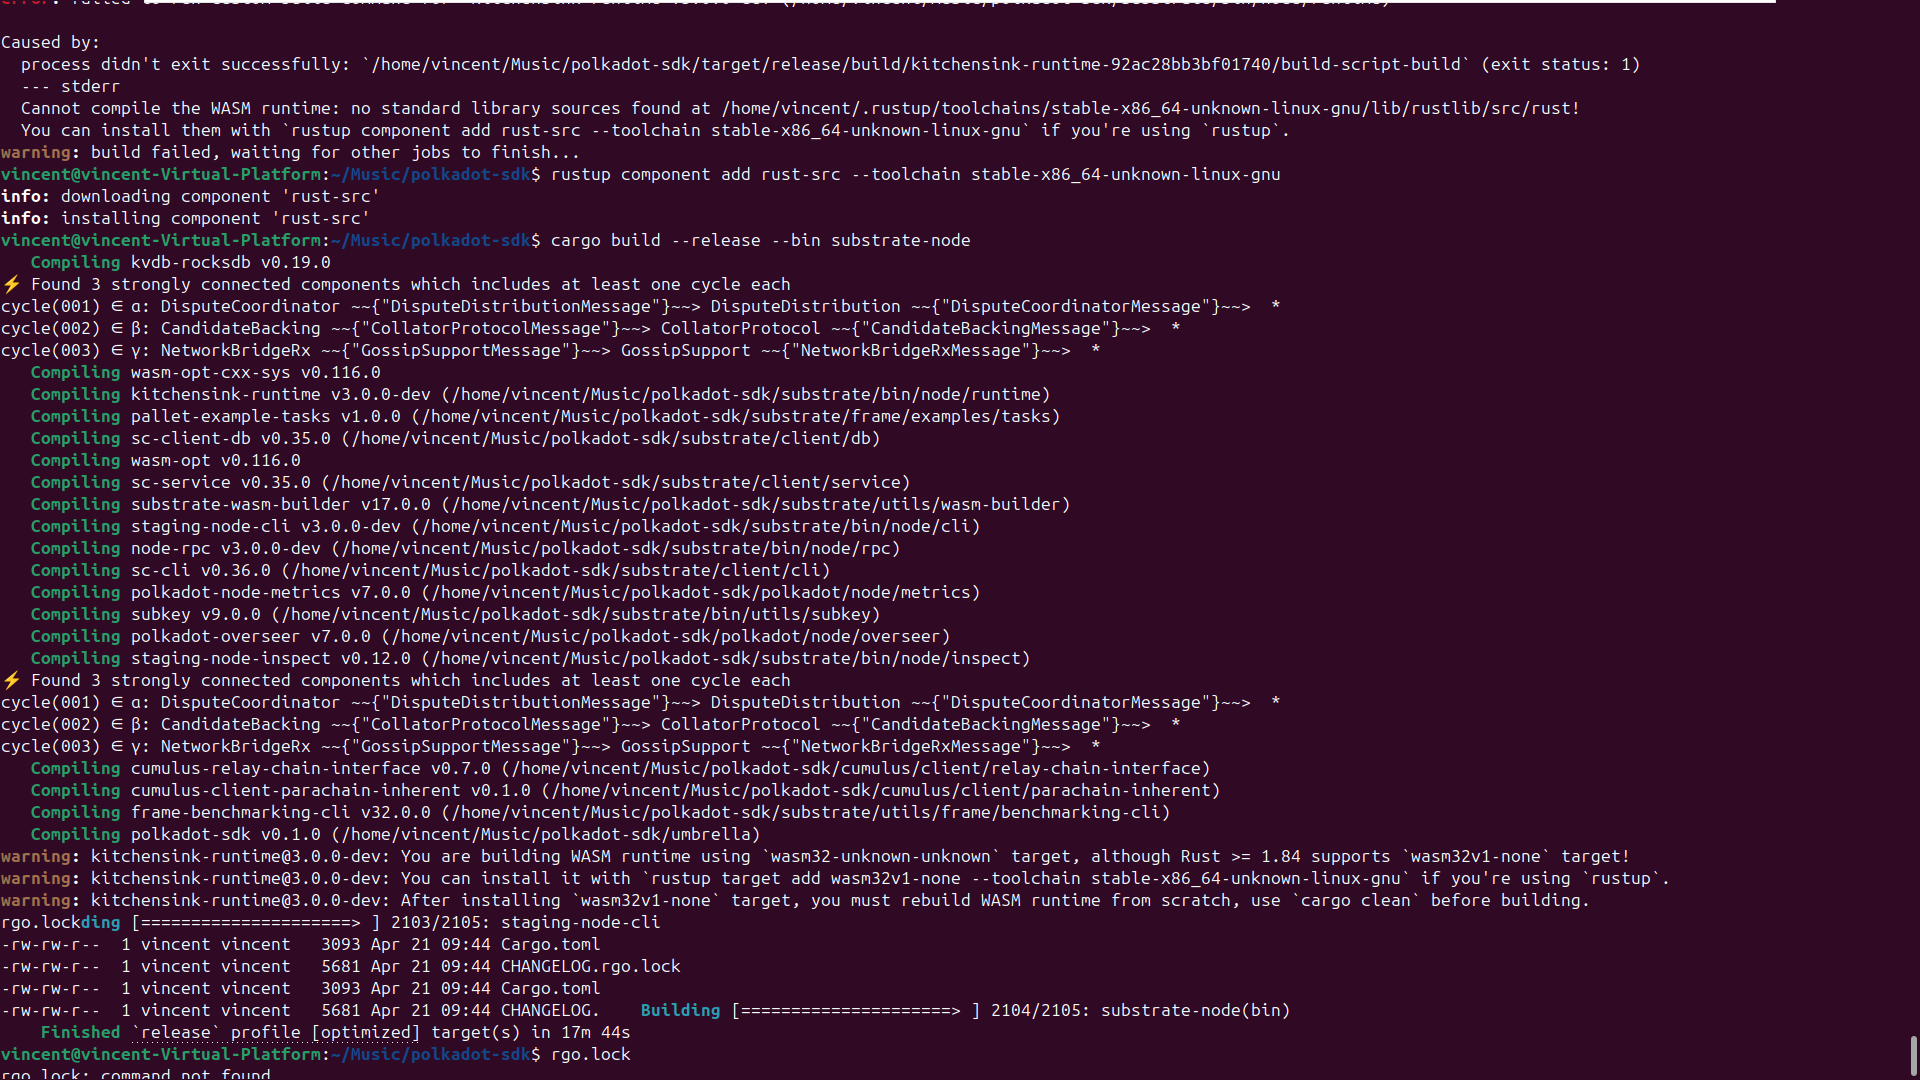 Caused by:
  process didn't exit successfully: `/home/vincent/Music/polkadot-sdk/target/release/build/kitchensink-runtime-92ac28bb3bf01740/build-script-build` (exit status: 1)
  --- stderr
  Cannot compile the WASM runtime: no standard library sources found at /home/vincent/.rustup/toolchains/stable-x86_64-unknown-linux-gnu/lib/rustlib/src/rust!
  You can install them with `rustup component add rust-src --toolchain stable-x86_64-unknown-linux-gnu` if you're using `rustup`.
warning: build failed, waiting for other jobs to finish...
vincent@vincent-Virtual-Platform:~/Music/polkadot-sdk$ rustup component add rust-src --toolchain stable-x86_64-unknown-linux-gnu
info: downloading component 'rust-src'
info: installing component 'rust-src'
vincent@vincent-Virtual-Platform:~/Music/polkadot-sdk$ cargo build --release --bin substrate-node
   Compiling kvdb-rocksdb v0.19.0
⚡ Found 3 strongly connected components which includes at least one cycle each
cycle(001) ∈ α: DisputeCoordinator ~~{"DisputeDistributionMessage"}~~> DisputeDistribution ~~{"DisputeCoordinatorMessage"}~~>  *
cycle(002) ∈ β: CandidateBacking ~~{"CollatorProtocolMessage"}~~> CollatorProtocol ~~{"CandidateBackingMessage"}~~>  *
cycle(003) ∈ γ: NetworkBridgeRx ~~{"GossipSupportMessage"}~~> GossipSupport ~~{"NetworkBridgeRxMessage"}~~>  *
   Compiling wasm-opt-cxx-sys v0.116.0
   Compiling kitchensink-runtime v3.0.0-dev (/home/vincent/Music/polkadot-sdk/substrate/bin/node/runtime)
   Compiling pallet-example-tasks v1.0.0 (/home/vincent/Music/polkadot-sdk/substrate/frame/examples/tasks)
   Compiling sc-client-db v0.35.0 (/home/vincent/Music/polkadot-sdk/substrate/client/db)
   Compiling wasm-opt v0.116.0
   Compiling sc-service v0.35.0 (/home/vincent/Music/polkadot-sdk/substrate/client/service)
   Compiling substrate-wasm-builder v17.0.0 (/home/vincent/Music/polkadot-sdk/substrate/utils/wasm-builder)
   Compiling staging-node-cli v3.0.0-dev (/home/vincent/Music/polkadot-sdk/substrate/bin/node/cli)
   Compiling node-rpc v3.0.0-dev (/home/vincent/Music/polkadot-sdk/substrate/bin/node/rpc)
   Compiling sc-cli v0.36.0 (/home/vincent/Music/polkadot-sdk/substrate/client/cli)
   Compiling polkadot-node-metrics v7.0.0 (/home/vincent/Music/polkadot-sdk/polkadot/node/metrics)
   Compiling subkey v9.0.0 (/home/vincent/Music/polkadot-sdk/substrate/bin/utils/subkey)
   Compiling polkadot-overseer v7.0.0 (/home/vincent/Music/polkadot-sdk/polkadot/node/overseer)
   Compiling staging-node-inspect v0.12.0 (/home/vincent/Music/polkadot-sdk/substrate/bin/node/inspect)
⚡ Found 3 strongly connected components which includes at least one cycle each
cycle(001) ∈ α: DisputeCoordinator ~~{"DisputeDistributionMessage"}~~> DisputeDistribution ~~{"DisputeCoordinatorMessage"}~~>  *
cycle(002) ∈ β: CandidateBacking ~~{"CollatorProtocolMessage"}~~> CollatorProtocol ~~{"CandidateBackingMessage"}~~>  *
cycle(003) ∈ γ: NetworkBridgeRx ~~{"GossipSupportMessage"}~~> GossipSupport ~~{"NetworkBridgeRxMessage"}~~>  *
   Compiling cumulus-relay-chain-interface v0.7.0 (/home/vincent/Music/polkadot-sdk/cumulus/client/relay-chain-interface)
   Compiling cumulus-client-parachain-inherent v0.1.0 (/home/vincent/Music/polkadot-sdk/cumulus/client/parachain-inherent)
   Compiling frame-benchmarking-cli v32.0.0 (/home/vincent/Music/polkadot-sdk/substrate/utils/frame/benchmarking-cli)
   Compiling polkadot-sdk v0.1.0 (/home/vincent/Music/polkadot-sdk/umbrella)
warning: kitchensink-runtime@3.0.0-dev: You are building WASM runtime using `wasm32-unknown-unknown` target, although Rust >= 1.84 supports `wasm32v1-none` target!
warning: kitchensink-runtime@3.0.0-dev: You can install it with `rustup target add wasm32v1-none --toolchain stable-x86_64-unknown-linux-gnu` if you're using `rustup`.
warning: kitchensink-runtime@3.0.0-dev: After installing `wasm32v1-none` target, you must rebuild WASM runtime from scratch, use `cargo clean` before building.
rgo.lockding [=====================> ] 2103/2105: staging-node-cli
-rw-rw-r--  1 vincent vincent   3093 Apr 21 09:44 Cargo.toml
-rw-rw-r--  1 vincent vincent   5681 Apr 21 09:44 CHANGELOG.rgo.lock
-rw-rw-r--  1 vincent vincent   3093 Apr 21 09:44 Cargo.toml
-rw-rw-r--  1 vincent vincent   5681 Apr 21 09:44 CHANGELOG.    Building [=====================> ] 2104/2105: substrate-node(bin)
    Finished `release` profile [optimized] target(s) in 17m 44s
vincent@vincent-Virtual-Platform:~/Music/polkadot-sdk$ rgo.lock
rgo.lock: command not found